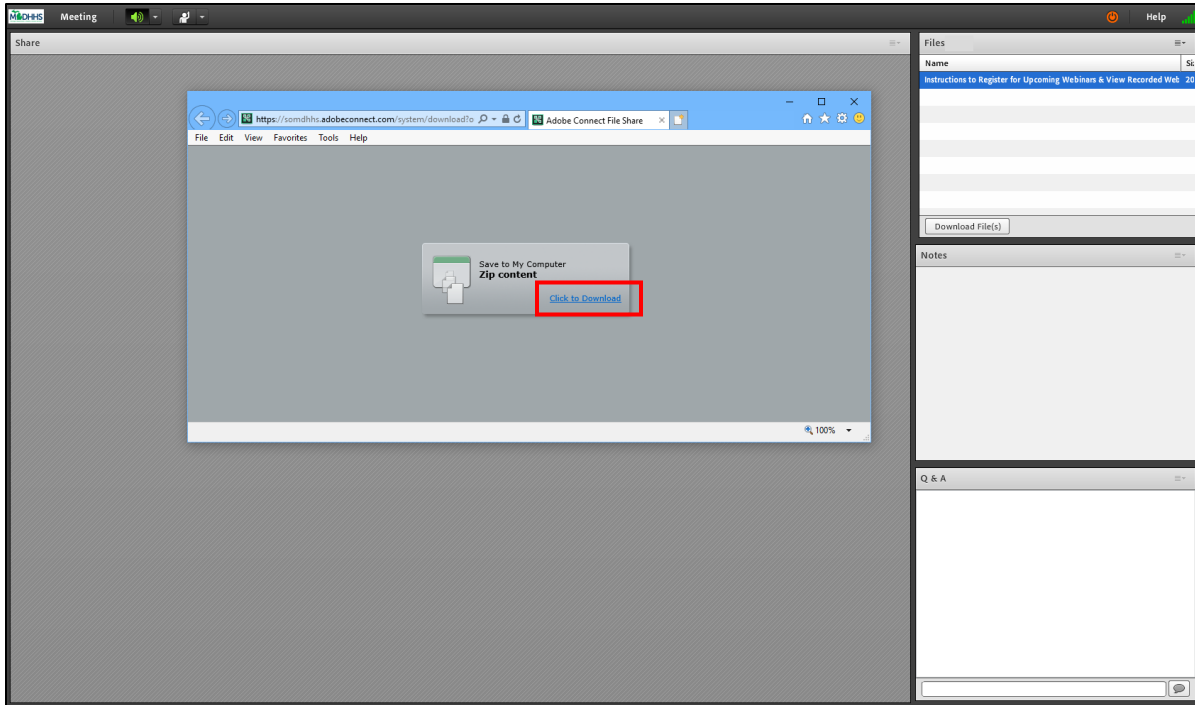 MDHHS Meeting Help
Share
Files
Name
Instructions to Register for Upcoming Webinars & View Recorded Web 20
https://somdhhs.adobeconnect.com/system/download?o
Adobe Connect File Share
File Edit View Favorites Tools Help
Save to My Computer
Zip content
Click to Download
100%
Download File(s)
Notes
Q & A